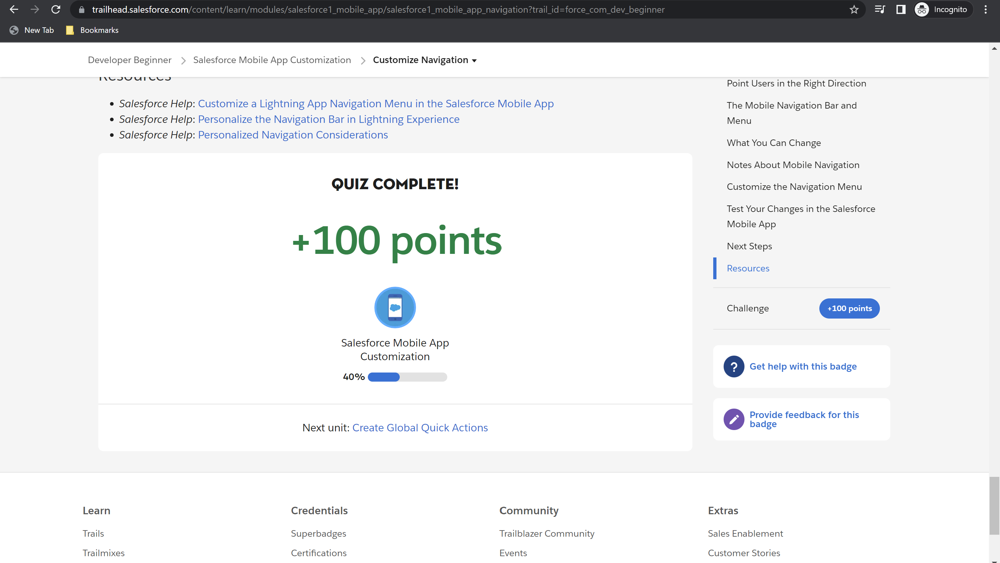 trailhead.salesforce.com/content/learn/modules/salesforce1_mobile_app/salesforce1_mobile_app_navigation?trail_id=force_com_dev_beginner
Incognito
New Tab
Bookmarks
Developer Beginner
Salesforce Mobile App Customization
Customize Navigation
Resources
Salesforce Help: Customize a Lightning App Navigation Menu in the Salesforce Mobile App
Salesforce Help: Personalize the Navigation Bar in Lightning Experience
Salesforce Help: Personalized Navigation Considerations
QUIZ COMPLETE!
+100 points
Salesforce Mobile App
Customization
40%
Next unit: Create Global Quick Actions
Point Users in the Right Direction
The Mobile Navigation Bar and
Menu
What You Can Change
Notes About Mobile Navigation
Customize the Navigation Menu
Test Your Changes in the Salesforce
Mobile App
Next Steps
Resources
Challenge
+100 points
?
Get help with this badge
Provide feedback for this
badge
Learn
Trails
Trailmixes
Credentials
Superbadges
Certifications
Community
Trailblazer Community
Events
Extras
Sales Enablement
Customer Stories